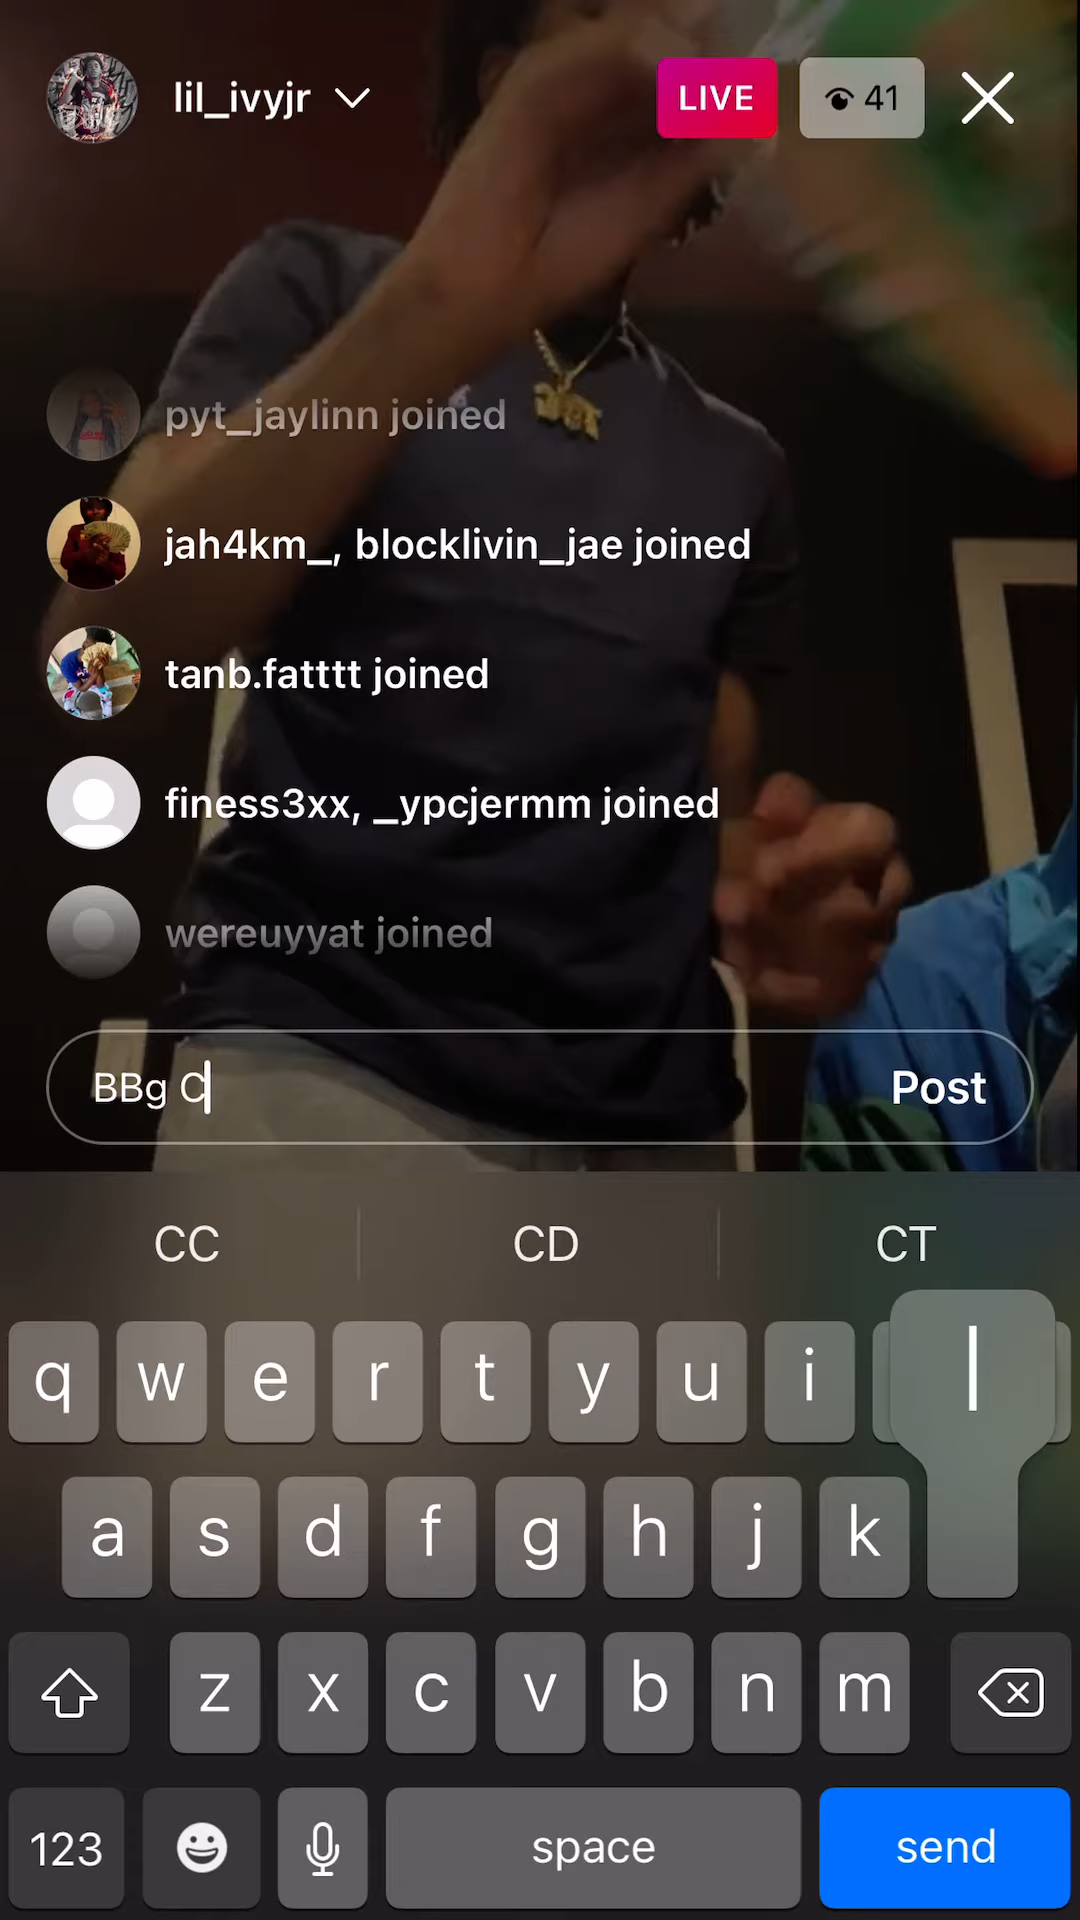 lil_ivyjr
LIVE
41
pyt_jaylinn joined
jah4km_, blocklivin_jae joined
tanb.fatttt joined
finess3xx, _ypcjermm joined
wereuyyat joined
BBg C
Post
CC CD CT
q w e r t y u i l
a s d f g h j k
z x c v b n m
123 space send